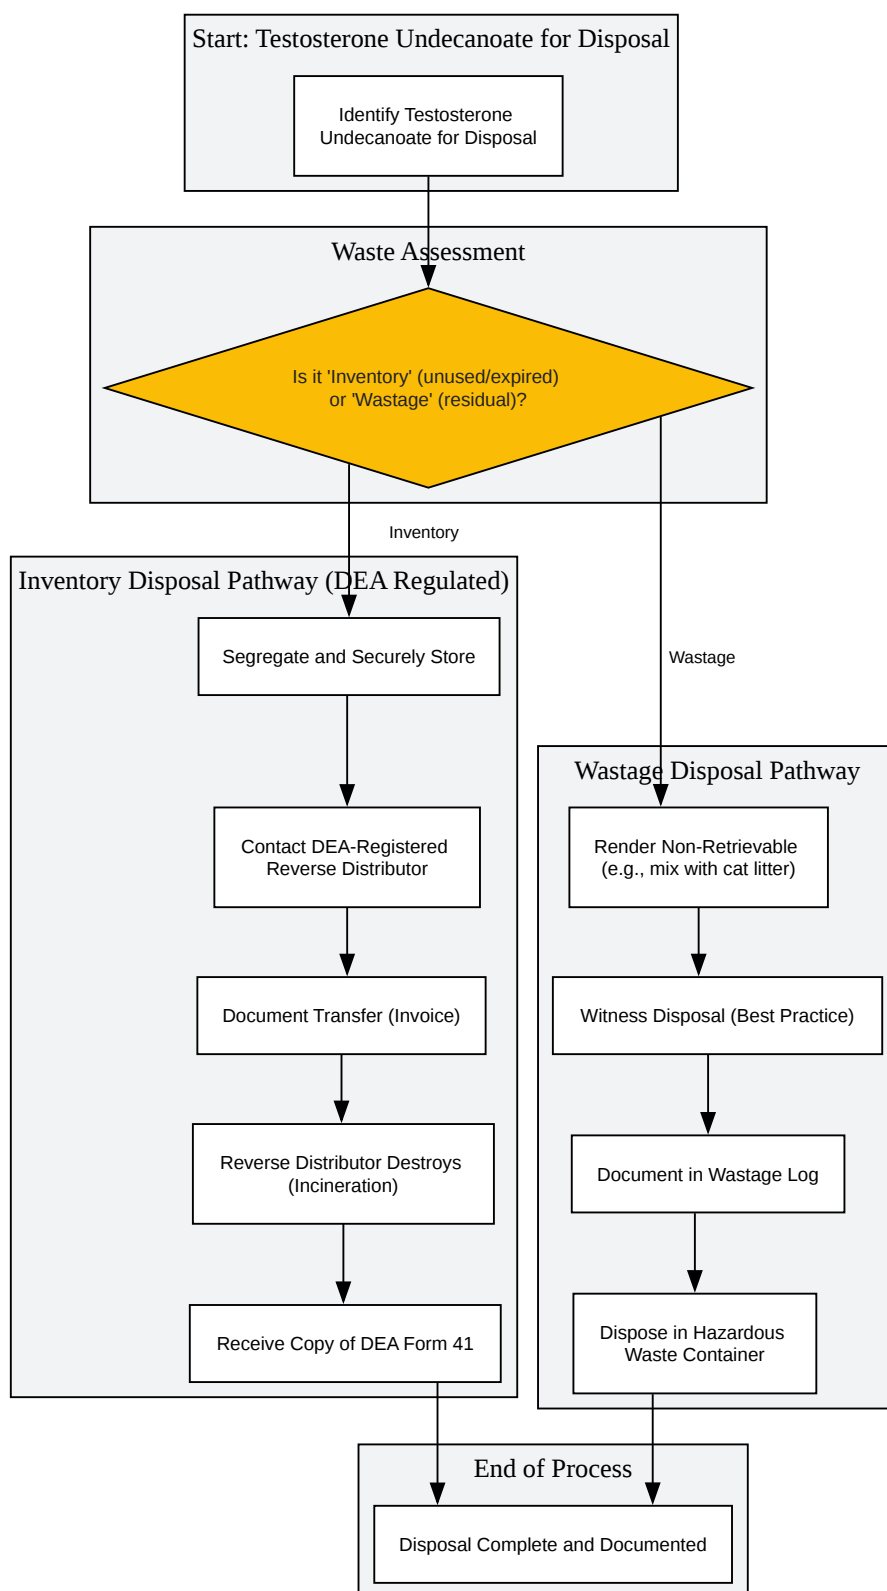 Start: Testosterone Undecanoate for Disposal
Identify Testosterone
Undecanoate for Disposal
Waste Assessment
Is it 'Inventory' (unused/expired)
or 'Wastage' (residual)?
Inventory
Inventory Disposal Pathway (DEA Regulated)
Segregate and Securely Store
Contact DEA-Registered
Reverse Distributor
Document Transfer (Invoice)
Reverse Distributor Destroys
(Incineration)
Receive Copy of DEA Form 41
Wastage
Wastage Disposal Pathway
Render Non-Retrievable
(e.g., mix with cat litter)
Witness Disposal (Best Practice)
Document in Wastage Log
Dispose in Hazardous
Waste Container
End of Process
Disposal Complete and Documented